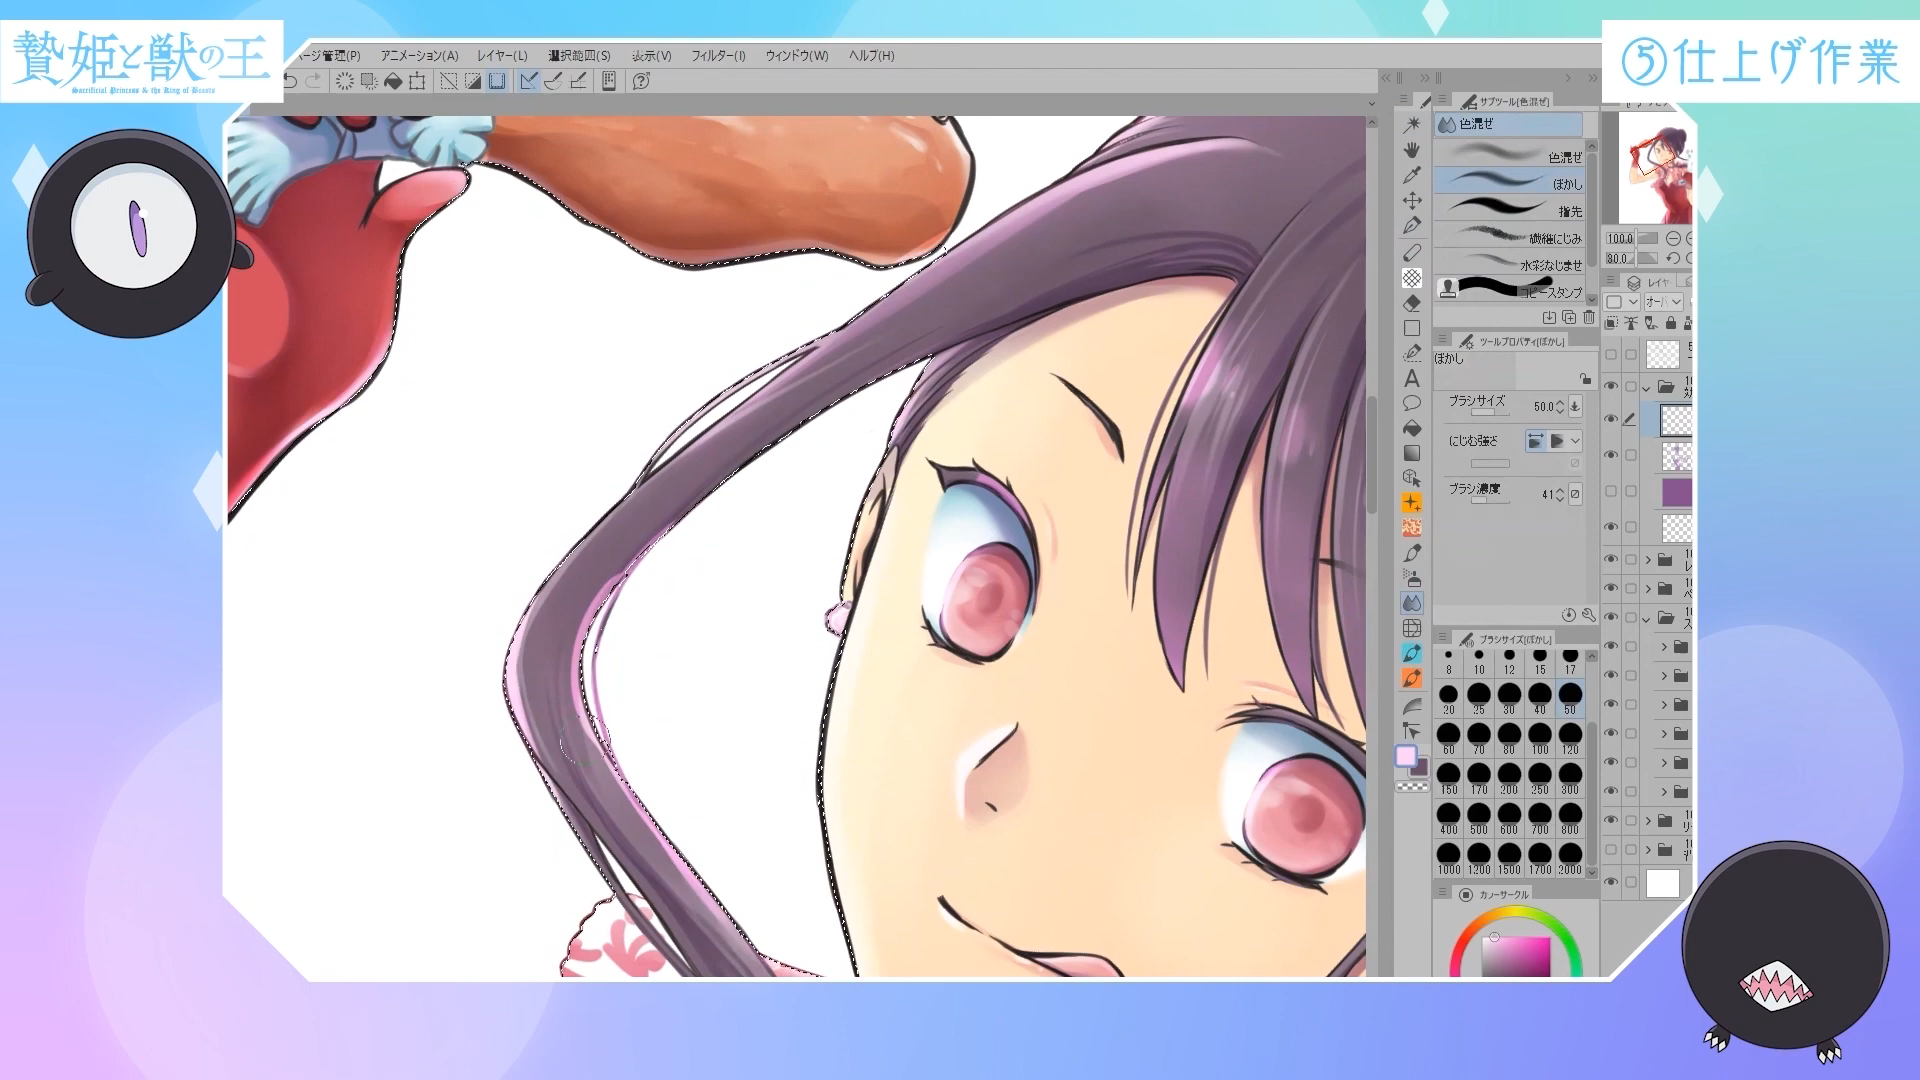 贄姫と獣の王
Sacrificial Princess & the King of Beasts
⑤仕上げ作業
ージ管理(P) アニメーション(A) レイヤー(L) 選択範囲(S) 表示(V) フィルター(I) ウィンドウ(W) ヘルプ(H)
サブツール[色混ぜ]
色混ぜ
色混ぜ
ぼかし
指先
繊維にじみ
水彩なじませ
コピースタンプ
ツールプロパティ[ぼかし]
ぼかし
ブラシサイズ 50.0
にじむ強さ
ブラシ濃度 41
ブラシサイズ[ぼかし]
8 10 12 15 17
20 25 30 40 50
60 70 80 100 120
150 170 200 250 300
400 500 600 700 800
1000 1200 1500 1700 2000
カラーサークル
100.0
80.0
レイヤ
オーバ